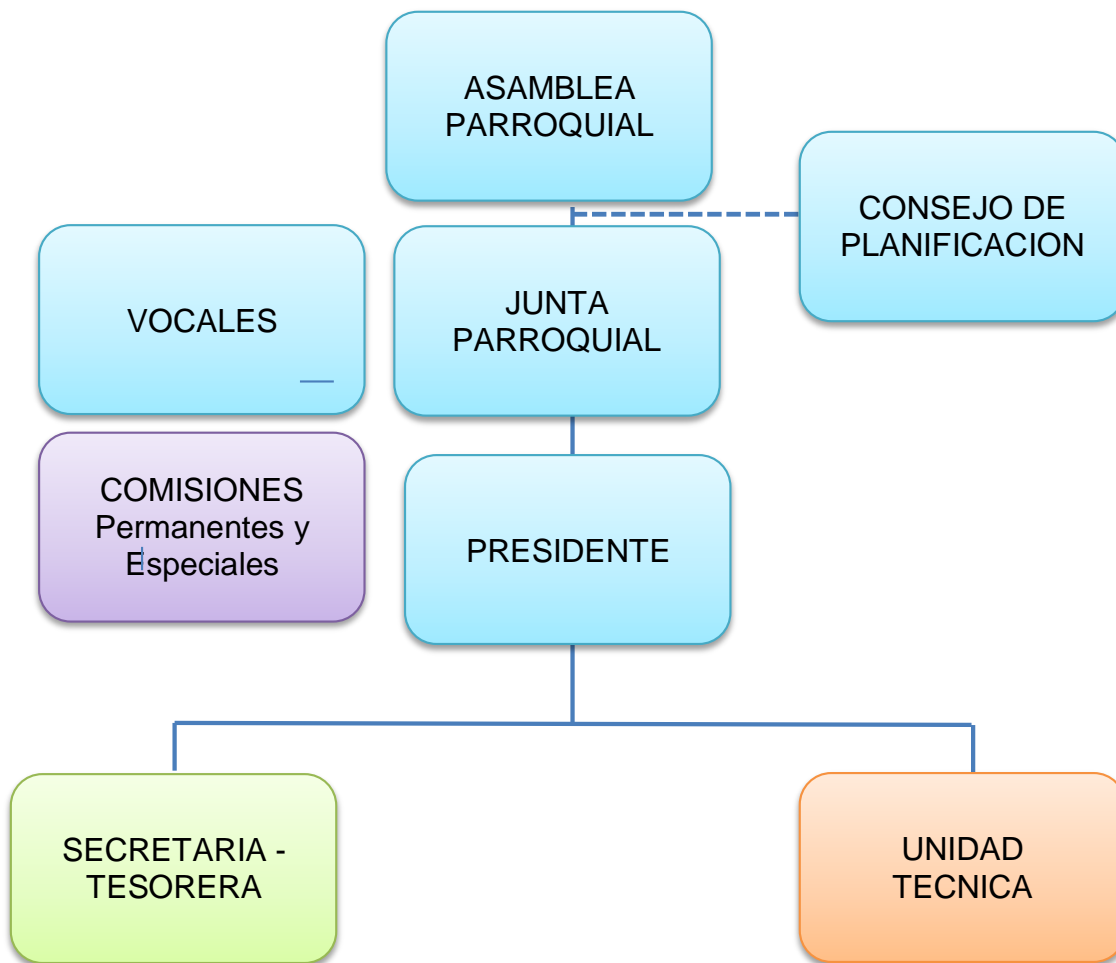 ASAMBLEA
PARROQUIAL
CONSEJO DE
PLANIFICACION
VOCALES
JUNTA
PARROQUIAL
COMISIONES
Permanentes y
Especiales
PRESIDENTE
SECRETARIA -
TESORERA
UNIDAD
TECNICA